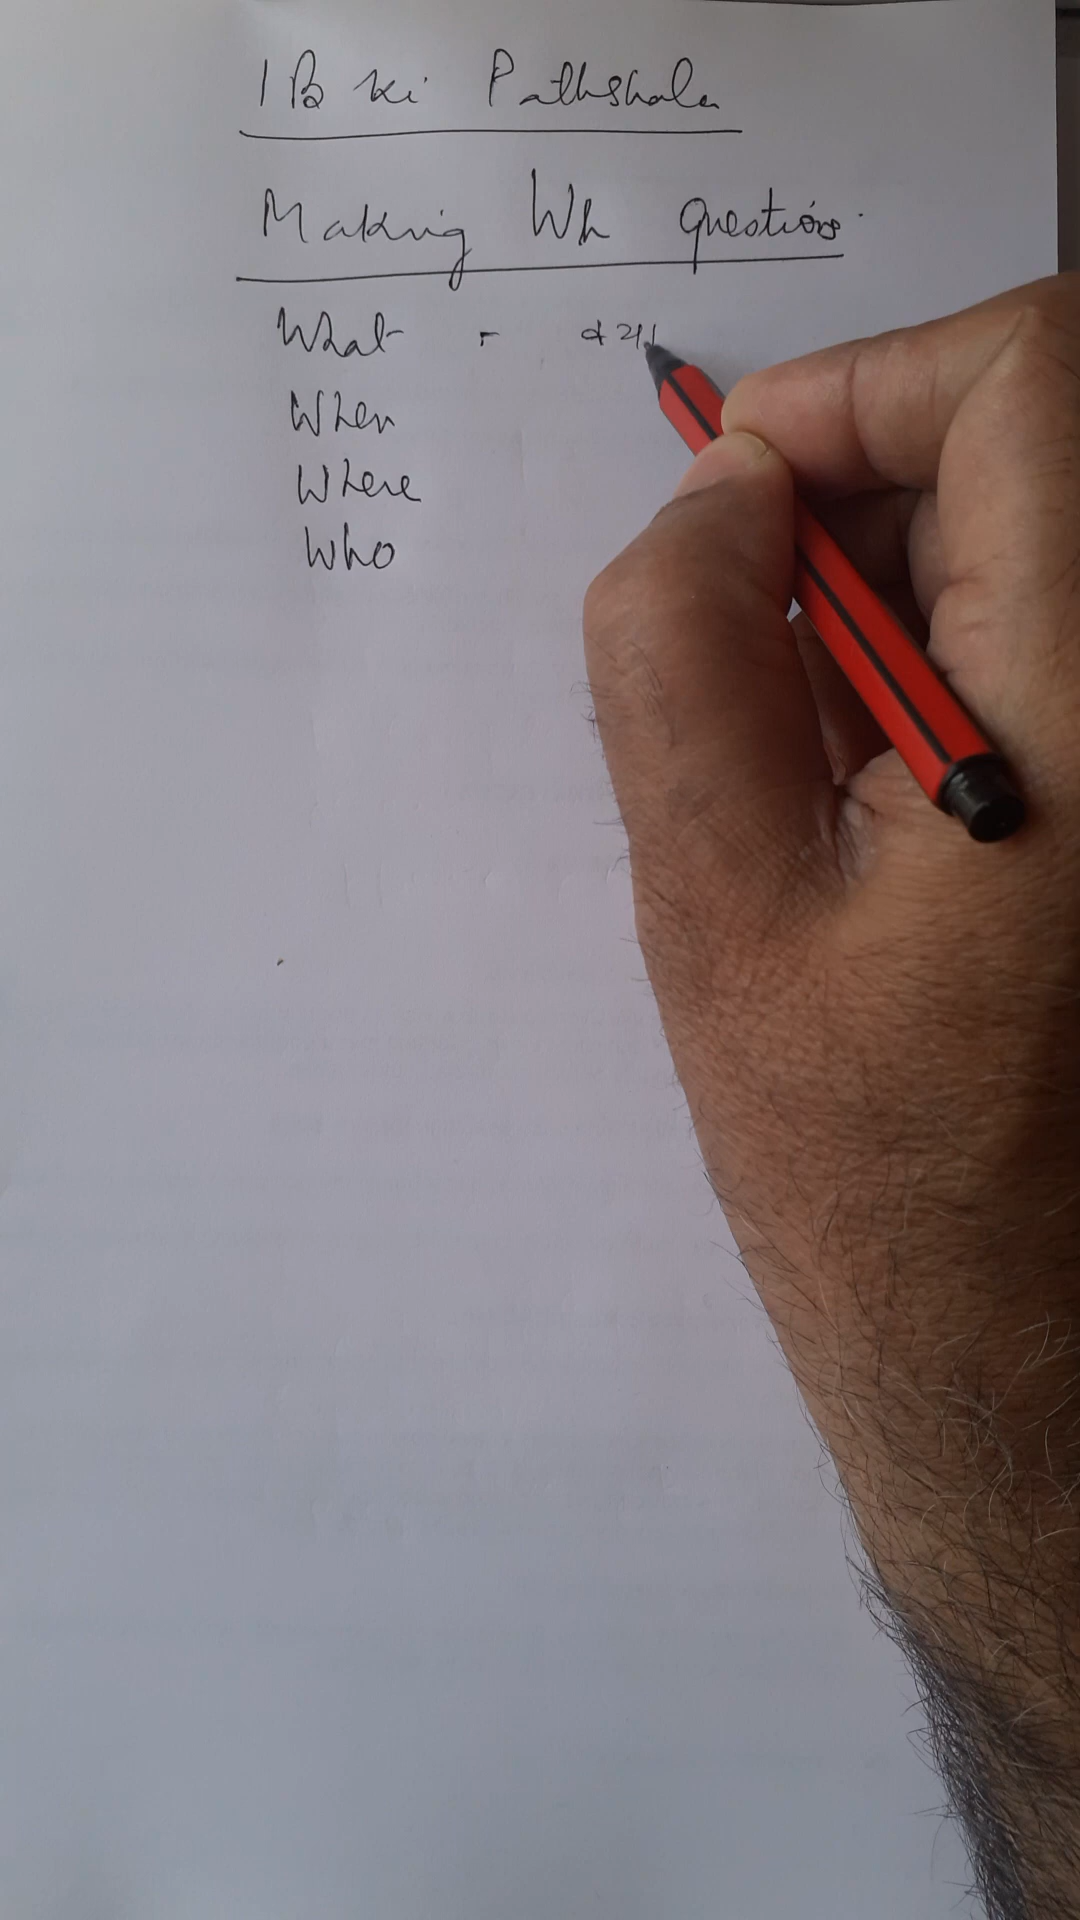 IB ki Pathshala
Making Wh Questions.
What -
When
Where
Who